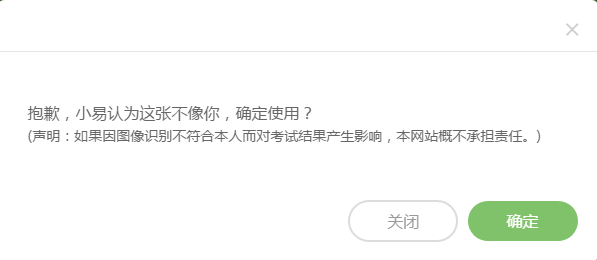 抱歉，小易认为这张不像你，确定使用？
(声明：如果因图像识别不符合本人而对考试结果产生影响，本网站概不承担责任。)
关闭
确定